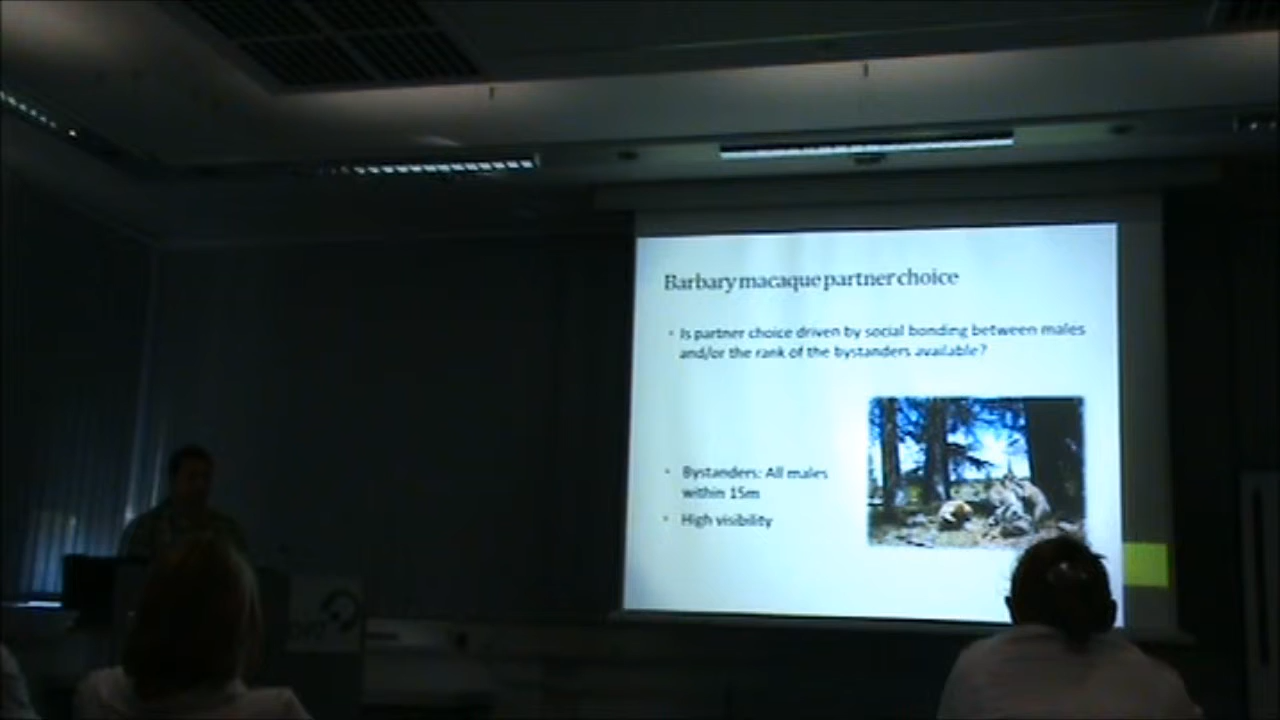 Barbary macaque partner choice
• Is partner choice driven by social bonding between males
and/or the rank of the bystanders available?
• Bystanders: All males
within 15m
• High visibility